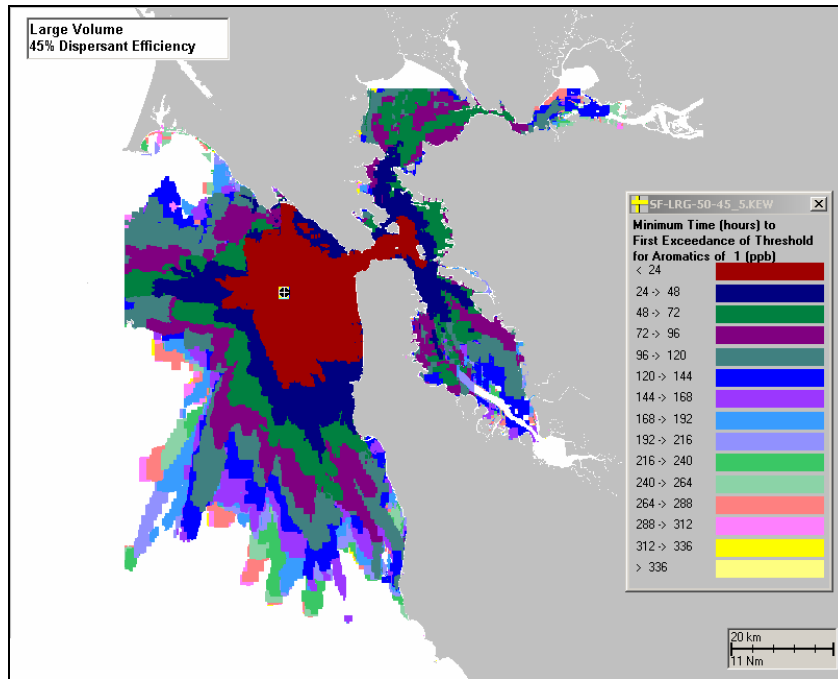 Large Volume
45% Dispersant Efficiency
SF-LRG-50-45_S.KEW
Minimum Time (hours) to
First Exceedance of Threshold
for Aromatics of 1 (ppb)
< 24
24 -> 48
48 -> 72
72 -> 96
96 -> 120
120 -> 144
144 -> 168
168 -> 192
192 -> 216
216 -> 240
240 -> 264
264 -> 288
288 -> 312
312 -> 336
> 336
20 km
11 Nm